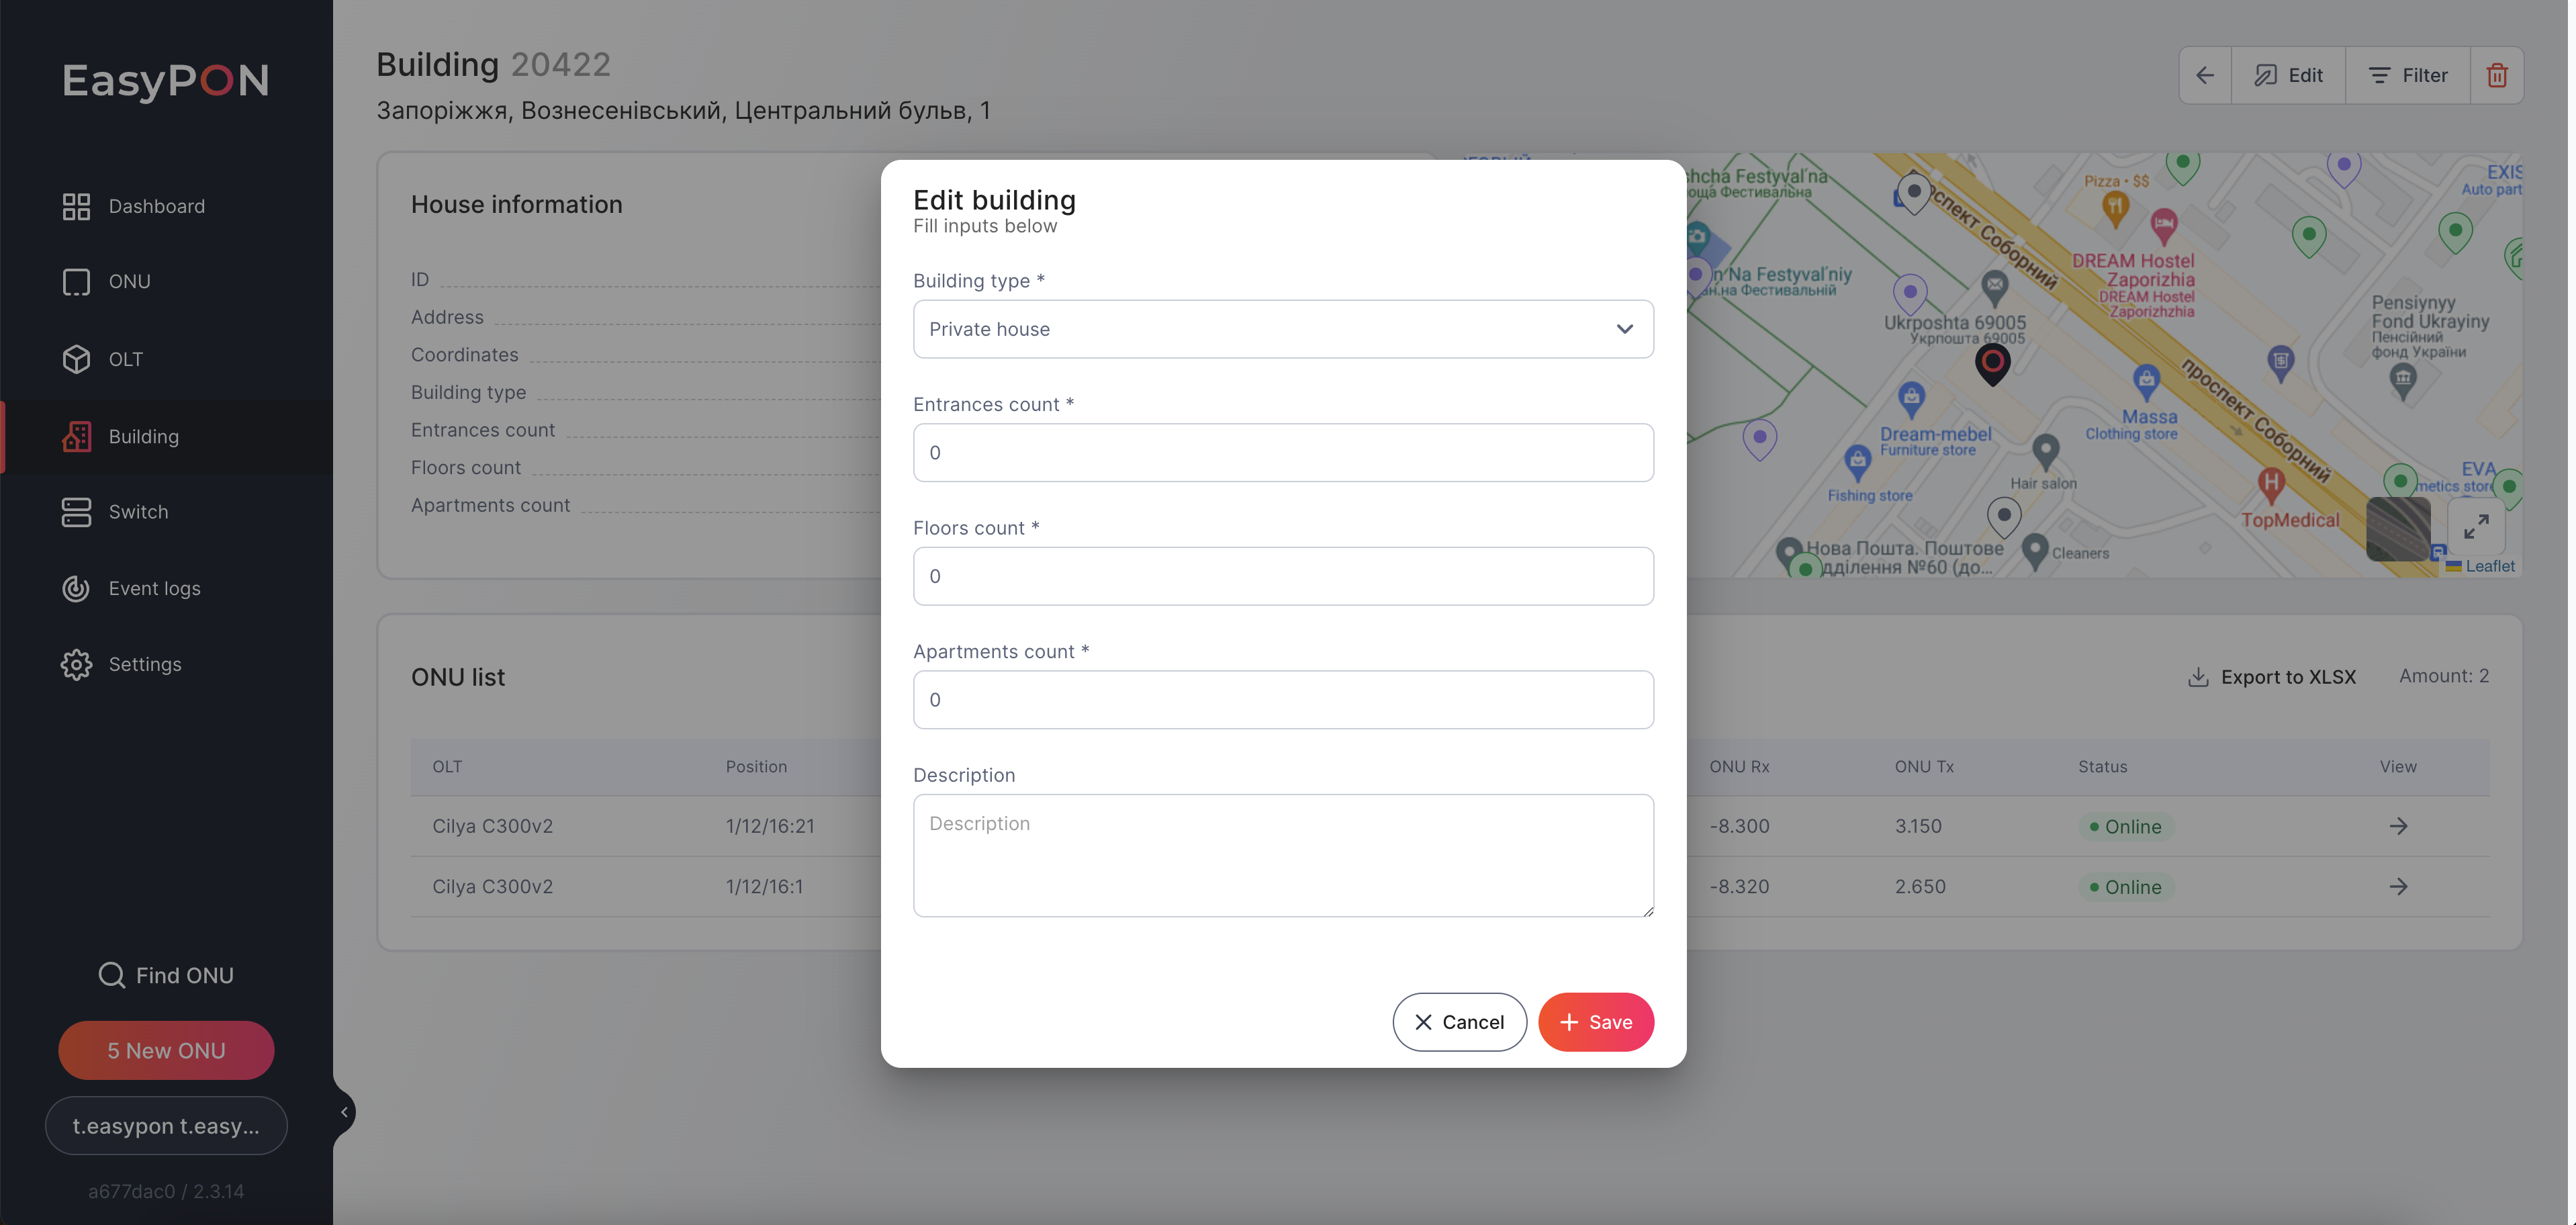 EasyPON
Dashboard
ONU
OLT
Building
Switch
Event logs
Settings
Find ONU
5 New ONU
t.easypon t.easy...
a677dac0 / 2.3.14
Building 20422
Запоріжжя, Вознесенівський, Центральний бульв, 1
Edit
Filter
House information
ID
Address
Coordinates
Building type
Entrances count
Floors count
Apartments count
Edit building
Fill inputs below
Building type *
Private house
Entrances count *
0
Floors count *
0
Apartments count *
0
Description
Description
Cancel
Save
shcha Festyval'na
оща Фестивальна
n Na Festyval'niy
ан.на Фестивальній
проспект Соборний
Pizza • $$
DREAM Hostel
Zaporizhia
DREAM Hostel
Zaporizhzhia
EXIS
Auto part
Ukrposhta 69005
Укрпошта 69005
Pensiynyy
Fond Ukrayiny
Пенсійний
фонд України
Massa
Clothing store
Dream-mebel
Furniture store
проспект Соборний
Fishing store
Hair salon
EVA
metics store
TopMedical
Нова Пошта. Поштове
дділення №60 (до...
Cleaners
Leaflet
ONU list
Export to XLSX
Amount: 2
OLT
Position
ONU Rx
ONU Tx
Status
View
Cilya C300v2
1/12/16:21
-8.300
3.150
Online
Cilya C300v2
1/12/16:1
-8.320
2.650
Online